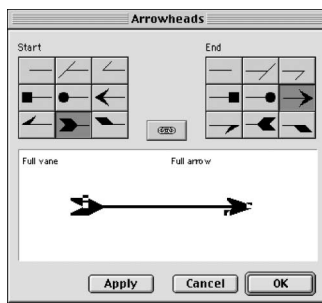 Arrowheads
Start
End
Full vane
Full arrow
Apply
Cancel
OK